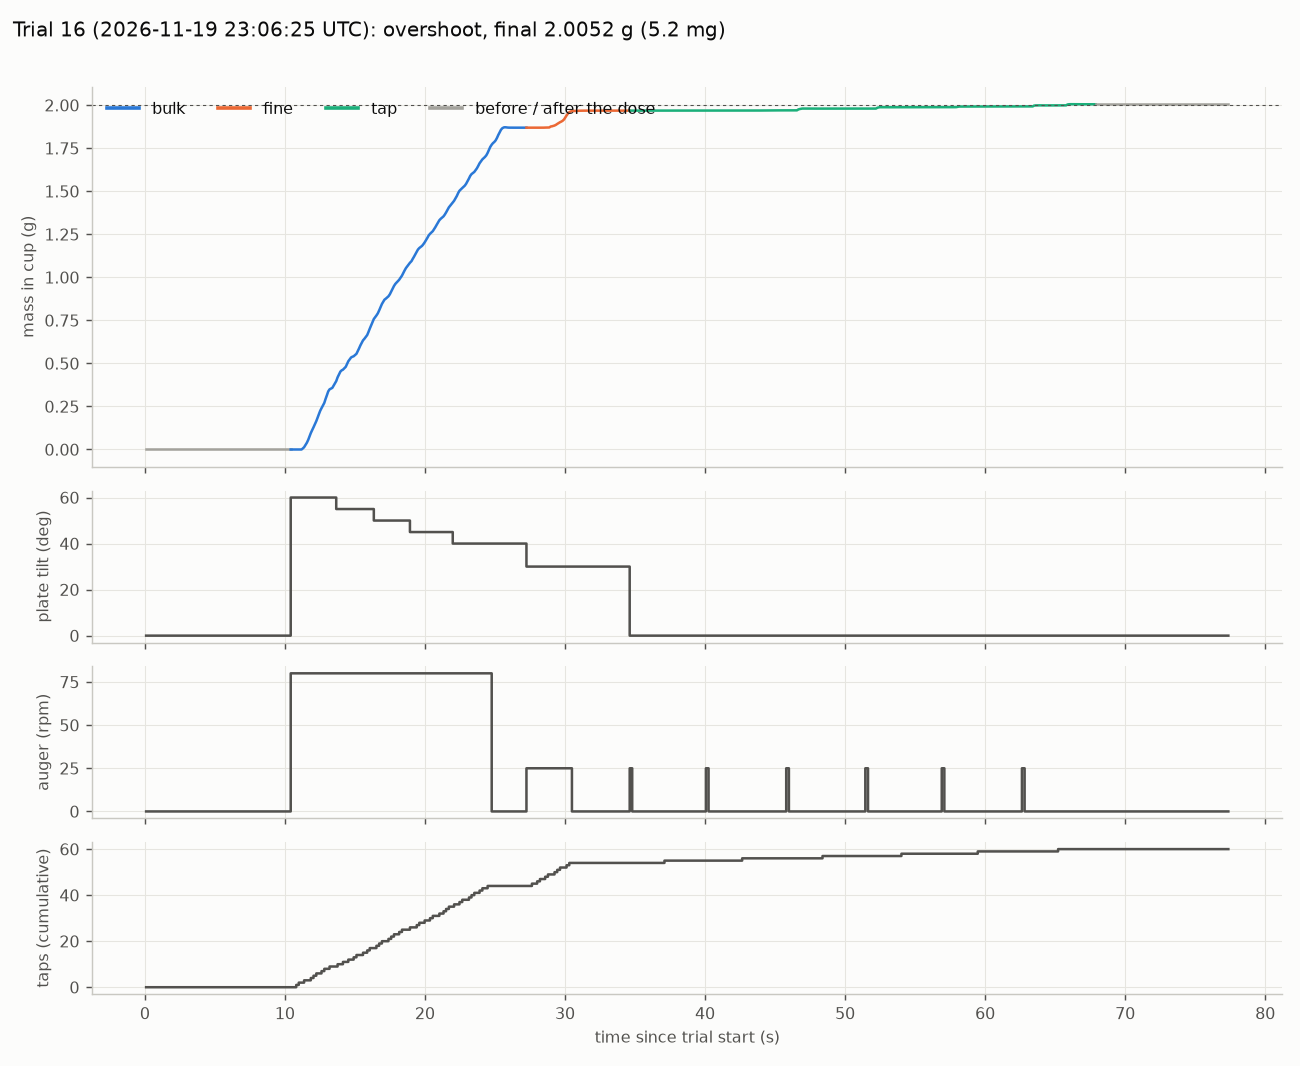 Trial 16 (2026-11-19 23:06:25 UTC): overshoot, final 2.0052 g (5.2 mg)
bulk fine tap before / after the dose
mass in cup (g)
2.00
1.75
1.50
1.25
1.00
0.75
0.50
0.25
0.00
plate tilt (deg)
60
40
20
0
auger (rpm)
75
50
25
0
taps (cumulative)
60
40
20
0
0 10 20 30 40 50 60 70 80
time since trial start (s)